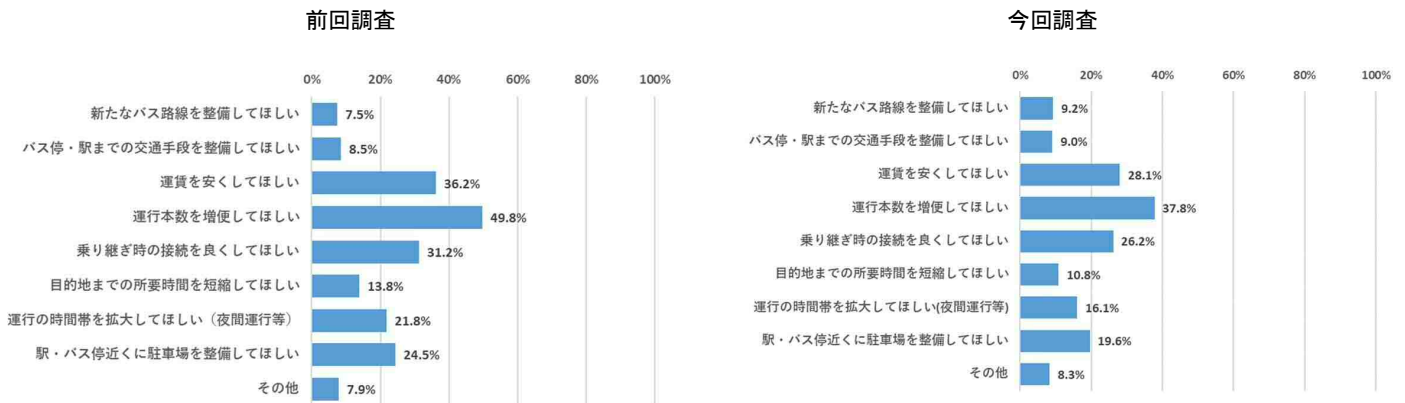 前回調査
0% 20% 40% 60% 80% 100%
新たなバス路線を整備してほしい 7.5%
バス停・駅までの交通手段を整備してほしい 8.5%
運賃を安くしてほしい 36.2%
運行本数を増便してほしい 49.8%
乗り継ぎ時の接続を良くしてほしい 31.2%
目的地までの所要時間を短縮してほしい 13.8%
運行の時間帯を拡大してほしい（夜間運行等） 21.8%
駅・バス停近くに駐車場を整備してほしい 24.5%
その他 7.9%
今回調査
0% 20% 40% 60% 80% 100%
新たなバス路線を整備してほしい 9.2%
バス停・駅までの交通手段を整備してほしい 9.0%
運賃を安くしてほしい 28.1%
運行本数を増便してほしい 37.8%
乗り継ぎ時の接続を良くしてほしい 26.2%
目的地までの所要時間を短縮してほしい 10.8%
運行の時間帯を拡大してほしい(夜間運行等) 16.1%
駅・バス停近くに駐車場を整備してほしい 19.6%
その他 8.3%